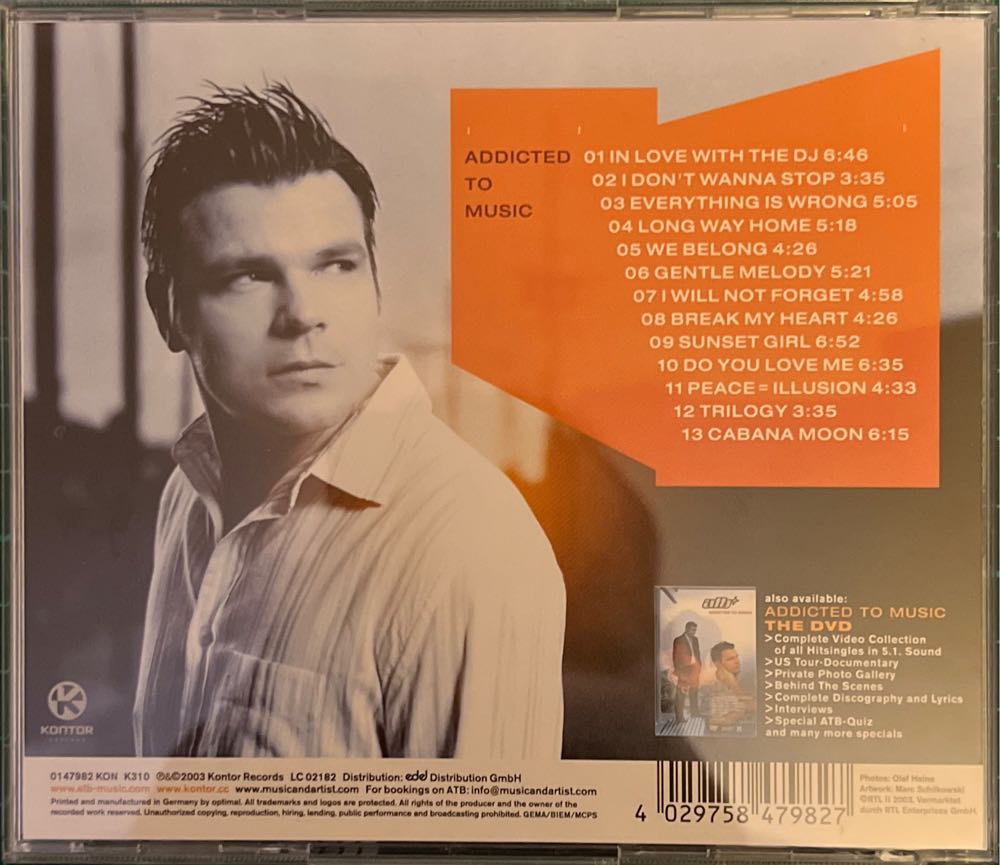 ADDICTED
TO
MUSIC
01 IN LOVE WITH THE DJ 6:46
02 I DON'T WANNA STOP 3:35
03 EVERYTHING IS WRONG 5:05
04 LONG WAY HOME 5:18
05 WE BELONG 4:26
06 GENTLE MELODY 5:21
07 I WILL NOT FORGET 4:58
08 BREAK MY HEART 4:26
09 SUNSET GIRL 6:52
10 DO YOU LOVE ME 6:35
11 PEACE = ILLUSION 4:33
12 TRILOGY 3:35
13 CABANA MOON 6:15
atb
ADDICTED TO MUSIC
also available:
ADDICTED TO MUSIC
THE DVD
>Complete Video Collection
of all Hitsingles in 5.1. Sound
>US Tour-Documentary
>Private Photo Gallery
>Behind The Scenes
>Complete Discography and Lyrics
>Interviews
>Special ATB-Quiz
and many more specials
K
KONTOR
RECORDS
0147982 KON K310 ℗&©2003 Kontor Records LC 02182 Distribution: edel Distribution GmbH
www.atb-music.com www.kontor.cc www.musicandartist.com For bookings on ATB: info@musicandartist.com
Printed and manufactured in Germany by optimal. All trademarks and logos are protected. All rights of the producer and the owner of the
recorded work reserved. Unauthorized copying, reproduction, hiring, lending, public performance and broadcasting prohibited. GEMA/BIEM/MCPS
4 029758 479827
Photos: Olaf Heine
Artwork: Marc Schilkowski
©RTL II 2003. Vermarktet
durch RTL Enterprises GmbH.